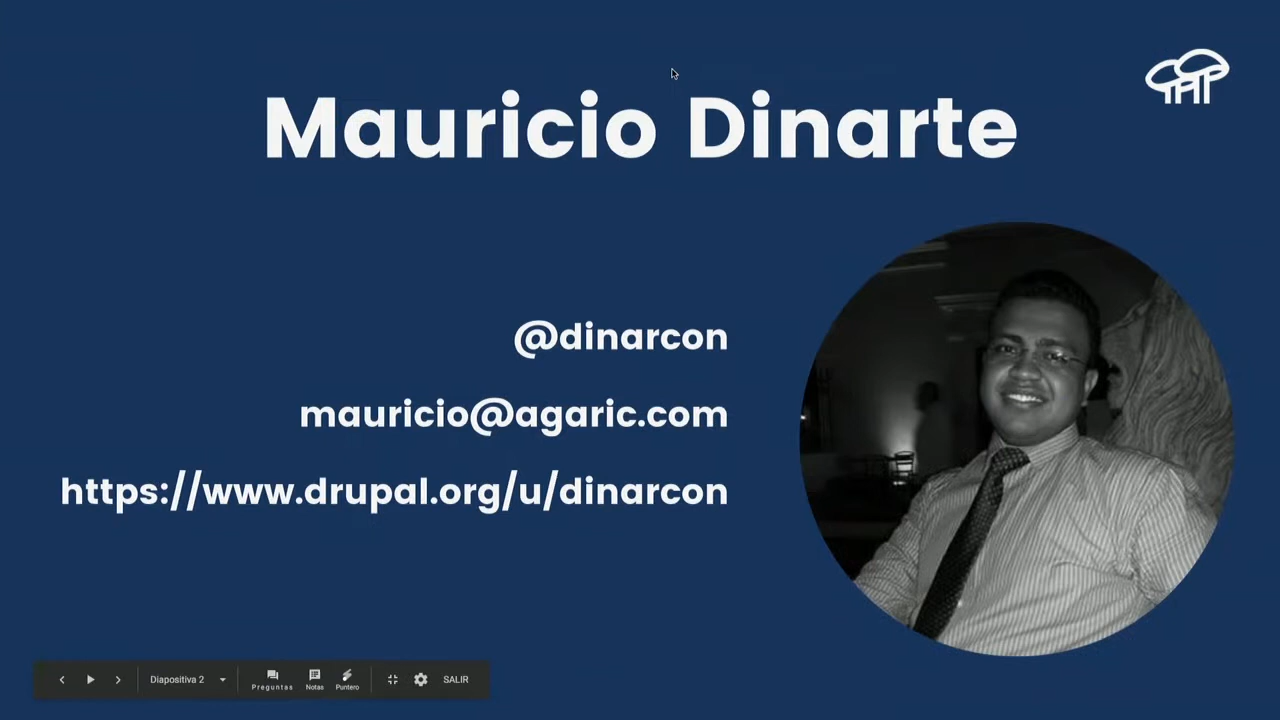 Mauricio Dinarte
@dinarcon
mauricio@agaric.com
https://www.drupal.org/u/dinarcon
Diapositiva 2
Preguntas
Notas
Puntero
SALIR